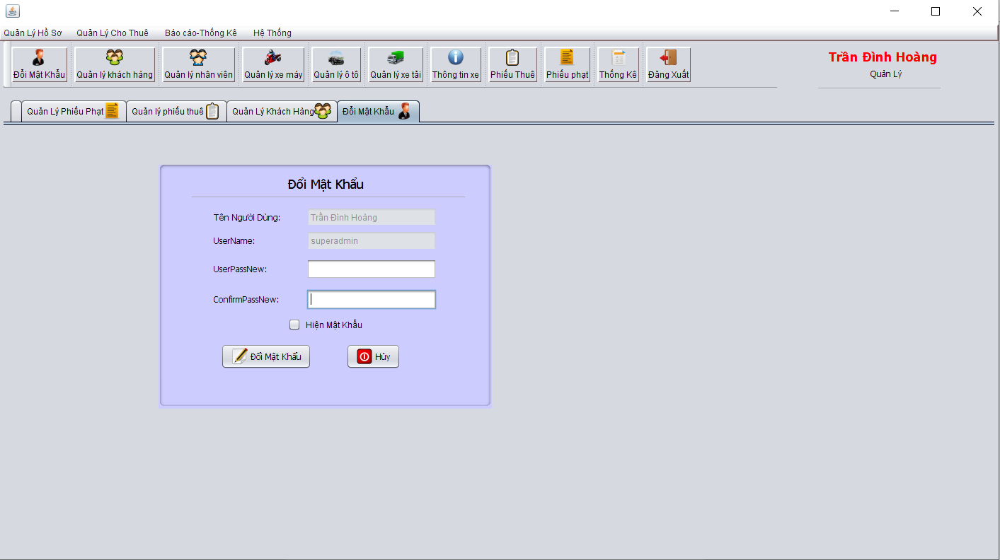 Quản Lý Hồ Sơ Quản Lý Cho Thuê Báo cáo-Thống Kê Hệ Thống
Đỗi Mật Khẩu Quản lý khách hàng Quản lý nhân viên Quản lý xe máy Quản lý ô tô Quản lý xe tải Thông tin xe Phiếu Thuê Phiếu phạt Thống Kê Đăng Xuất
Trần Đình Hoàng
Quản Lý
Quản Lý Phiếu Phạt Quản lý phiếu thuê Quản Lý Khách Hàng Đỗi Mật Khẩu
Đổi Mật Khẩu
Tên Người Dùng: Trần Đình Hoàng
UserName: superadmin
UserPassNew:
ConfirmPassNew:
Hiện Mật Khẩu
Đổi Mật Khẩu Hủy